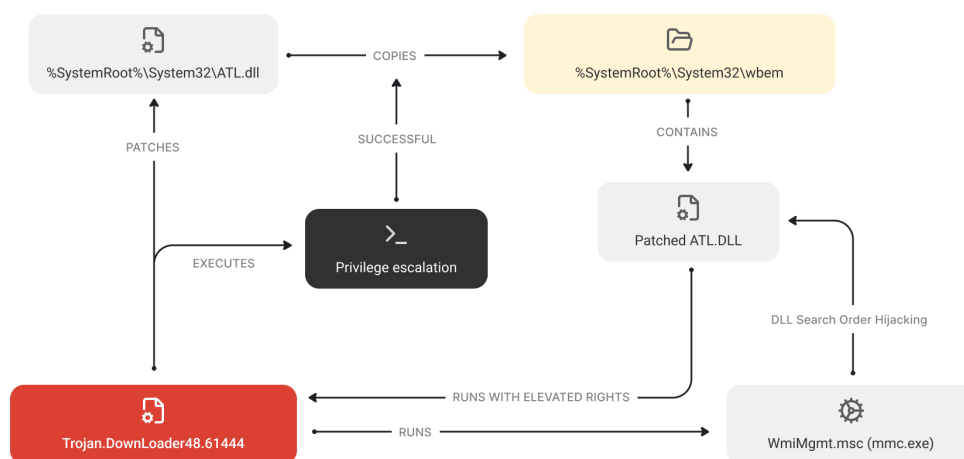 %SystemRoot%\System32\ATL.dll
COPIES
%SystemRoot%\System32\wbem
PATCHES
SUCCESSFUL
CONTAINS
Patched ATL.DLL
EXECUTES
Privilege escalation
DLL Search Order Hijacking
RUNS WITH ELEVATED RIGHTS
Trojan.DownLoader48.61444
RUNS
WmiMgmt.msc (mmc.exe)